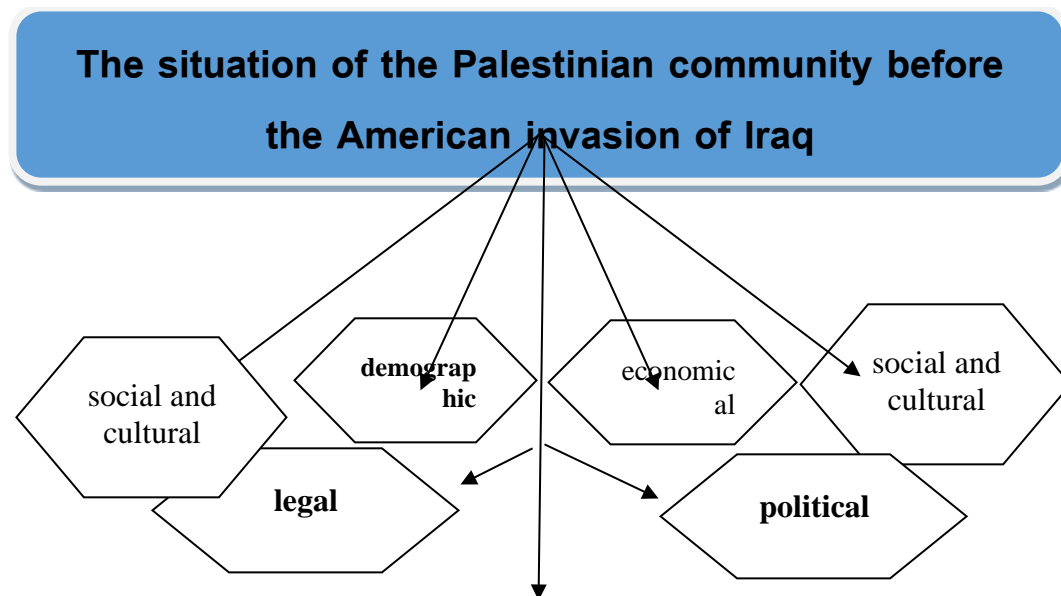 The situation of the Palestinian community before
the American invasion of Iraq
social and
cultural
demograp
hic
economic
al
social and
cultural
legal
political